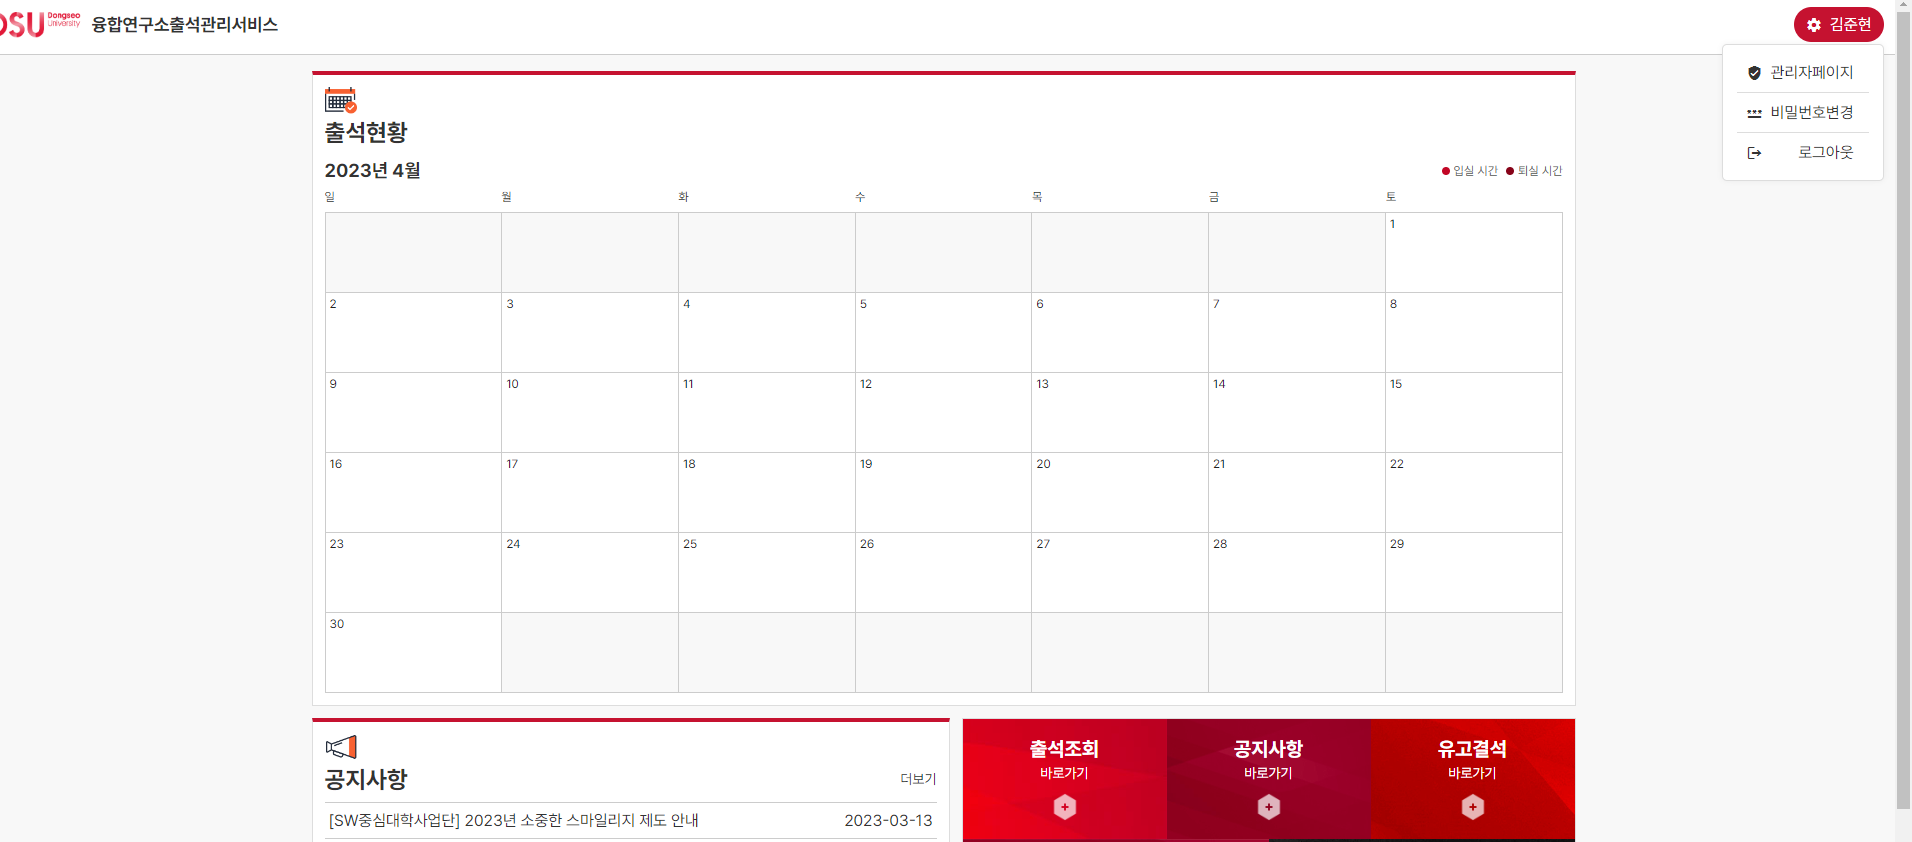 DSU Dongseo University 융합연구소출석관리서비스
김준현
관리자페이지
비밀번호변경
로그아웃
출석현황
2023년 4월
입실 시간 퇴실 시간
일 월 화 수 목 금 토
1
2 3 4 5 6 7 8
9 10 11 12 13 14 15
16 17 18 19 20 21 22
23 24 25 26 27 28 29
30
공지사항
더보기
[SW중심대학사업단] 2023년 소중한 스마일리지 제도 안내 2023-03-13
출석조회
바로가기
+
공지사항
바로가기
+
유고결석
바로가기
+